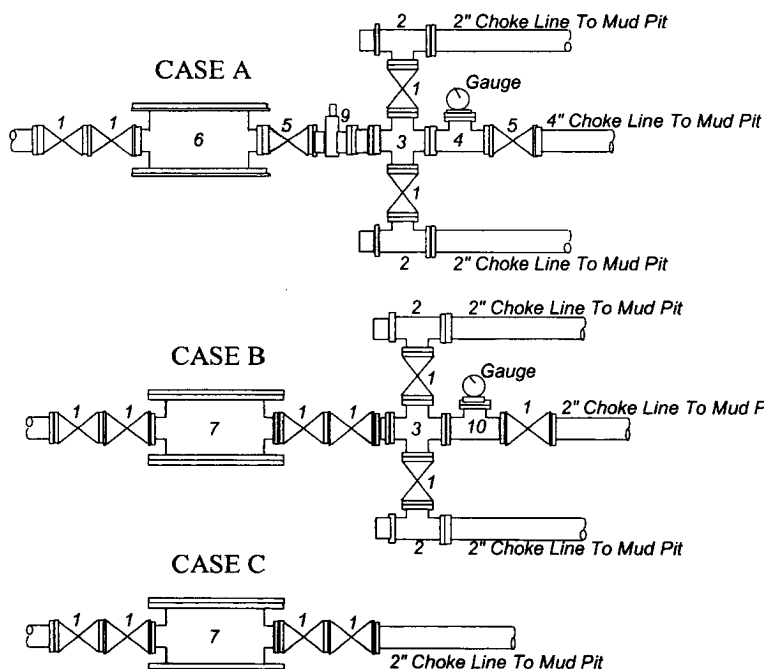 2
2" Choke Line To Mud Pit
CASE A
1
Gauge
1
1
6
5
9
3
4
5
4" Choke Line To Mud Pit
1
2
2" Choke Line To Mud Pit
2
2" Choke Line To Mud Pit
CASE B
1
Gauge
1
1
7
1
1
3
10
1
2" Choke Line To Mud P
1
2
2" Choke Line To Mud Pit
CASE C
1
1
7
1
1
2" Choke Line To Mud Pit